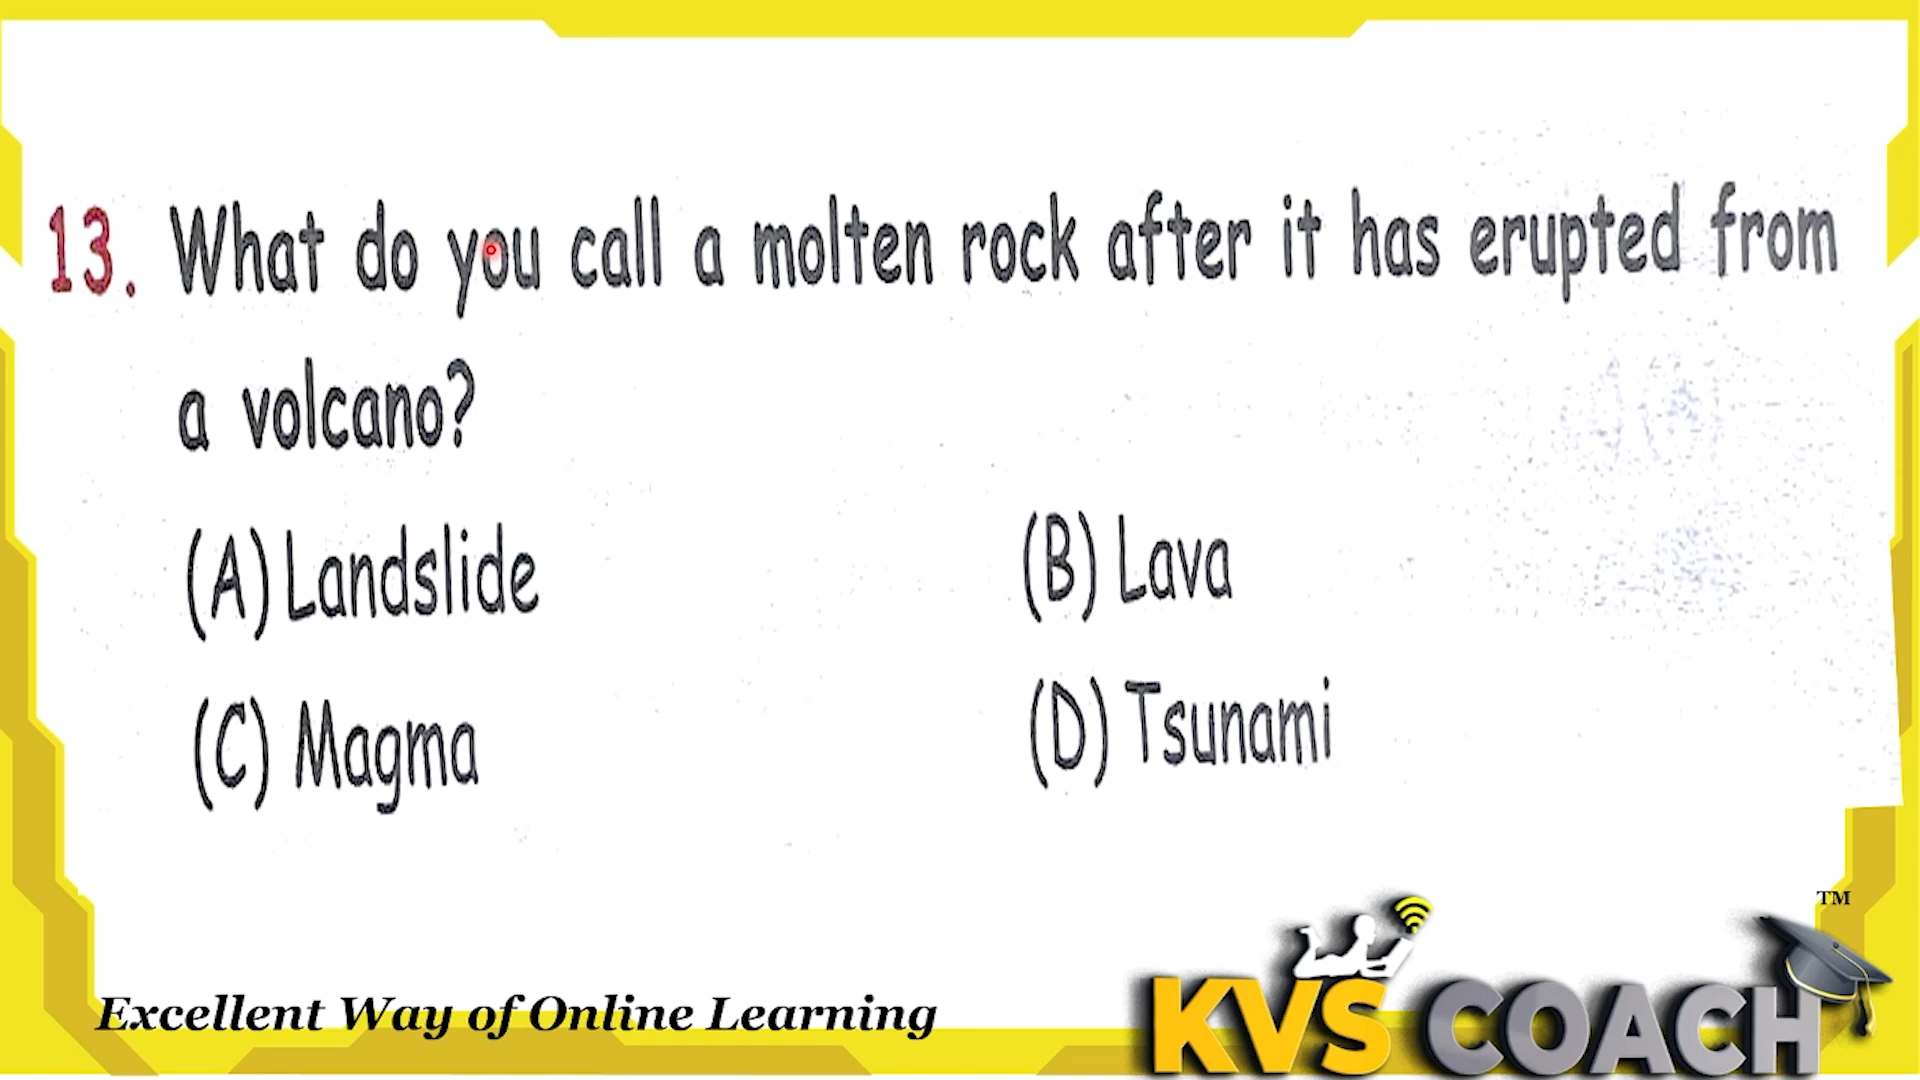 13. What do you call a molten rock after it has erupted from
a volcano?
(A) Landslide (B) Lava
(C) Magma (D) Tsunami
TM
Excellent Way of Online Learning
KVS COACH